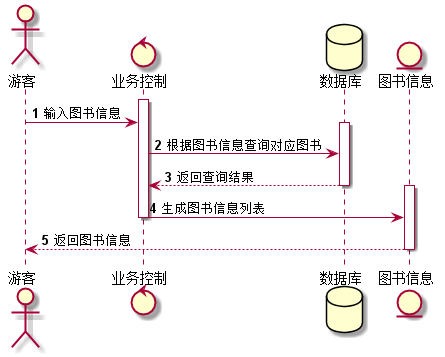 游客 业务控制 数据库 图书信息
1 输入图书信息
2 根据图书信息查询对应图书
3 返回查询结果
4 生成图书信息列表
5 返回图书信息
游客 业务控制 数据库 图书信息